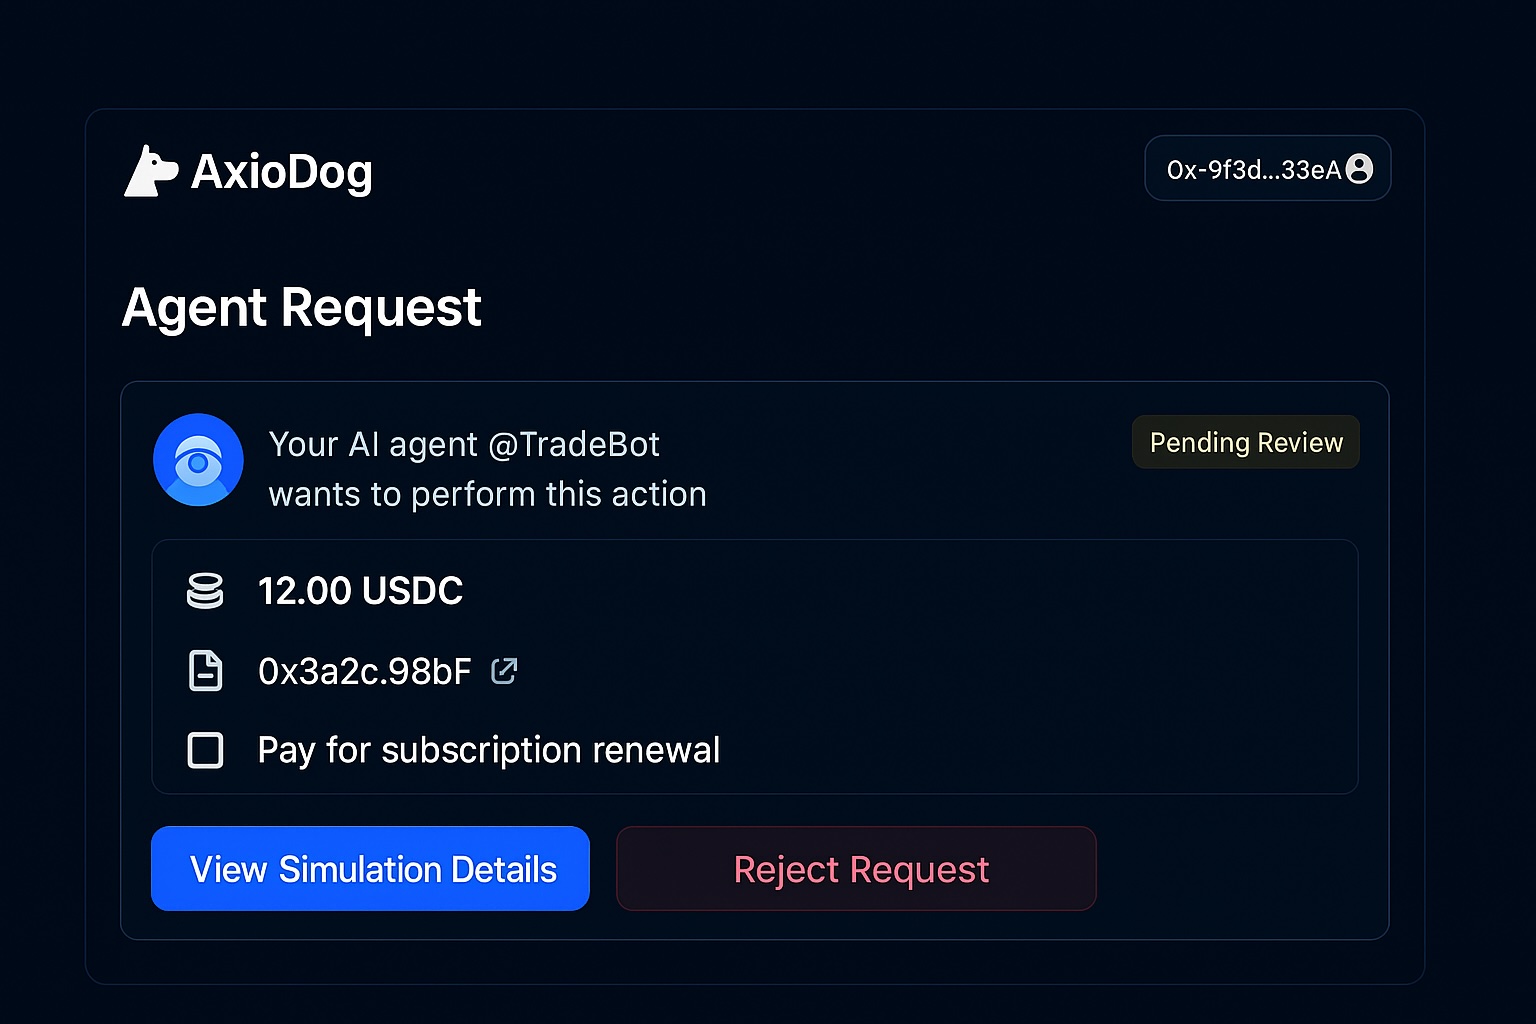 AxioDog
0x-9f3d...33eA
Agent Request
Your AI agent @TradeBot
wants to perform this action
Pending Review
12.00 USDC
0x3a2c.98bF
Pay for subscription renewal
View Simulation Details
Reject Request